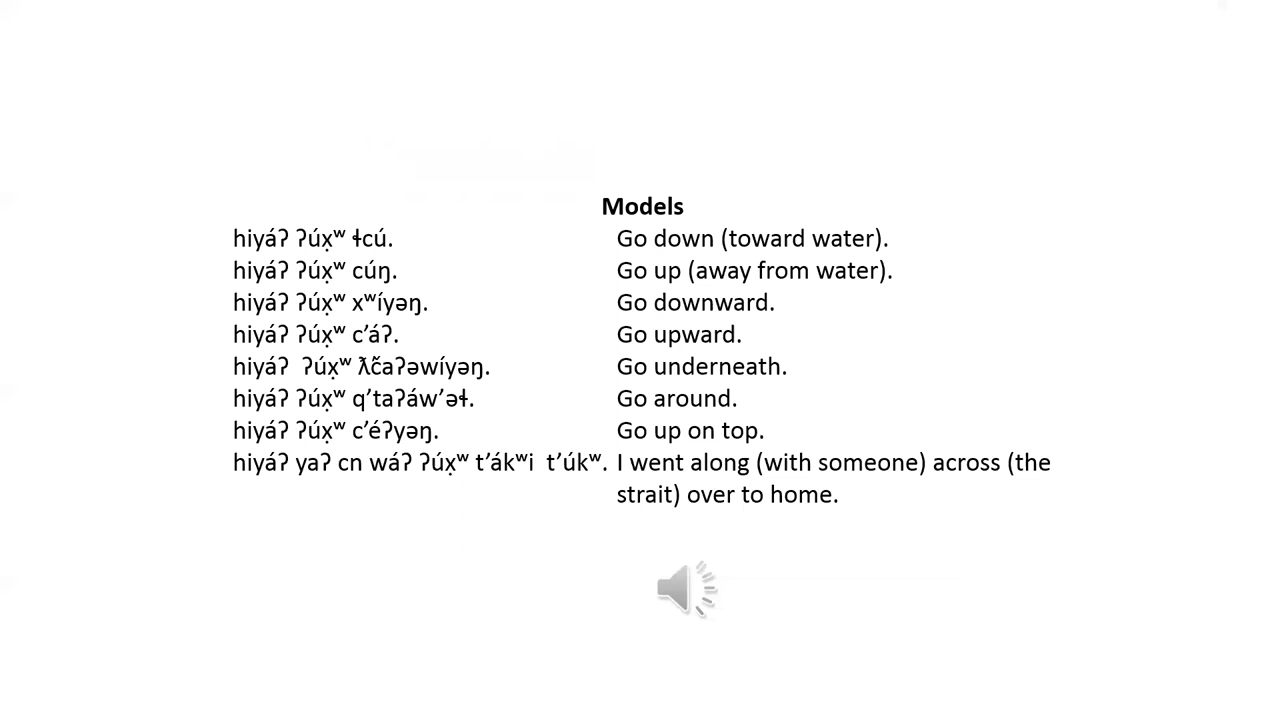 Models
hiyáʔ ʔúx̣ʷ ɬcú. Go down (toward water).
hiyáʔ ʔúx̣ʷ cúŋ. Go up (away from water).
hiyáʔ ʔúx̣ʷ xʷíyəŋ. Go downward.
hiyáʔ ʔúx̣ʷ c’áʔ. Go upward.
hiyáʔ ʔúx̣ʷ ƛ̕čaʔəwíyəŋ. Go underneath.
hiyáʔ ʔúx̣ʷ q’taʔáw’əɬ. Go around.
hiyáʔ ʔúx̣ʷ c’éʔyəŋ. Go up on top.
hiyáʔ yaʔ cn wáʔ ʔúx̣ʷ t’ákʷi t’úkʷ. I went along (with someone) across (the
strait) over to home.